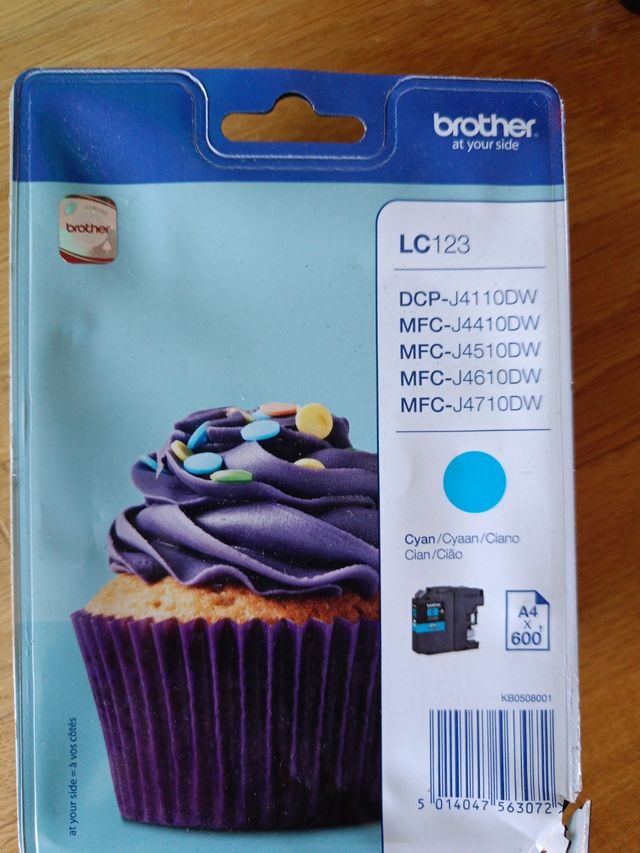 brother
at your side
brother
LC123
DCP-J4110DW
MFC-J4410DW
MFC-J4510DW
MFC-J4610DW
MFC-J4710DW
Cyan/Cyaan/Ciano
Cian/Cião
brother
A4
x
600†
KB0508001
5 014047 563072 >
at your side = à vos côtés